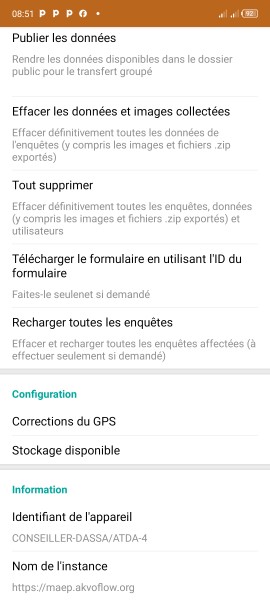 08:51 P P P
90
Publier les données
Rendre les données disponibles dans le dossier
public pour le transfert groupé
Effacer les données et images collectées
Effacer définitivement toutes les données de
l'enquêtes (y compris les images et fichiers .zip
exportés)
Tout supprimer
Effacer définitivement toutes les enquêtes, données
(y compris les images et fichiers .zip exportés) et
utilisateurs
Télécharger le formulaire en utilisant l'ID du
formulaire
Faites-le seulenet si demandé
Recharger toutes les enquêtes
Effacer et recharger toutes les enquêtes affectées (à
effectuer seulement si demandé)
Configuration
Corrections du GPS
Stockage disponible
Information
Identifiant de l'appareil
CONSEILLER-DASSA/ATDA-4
Nom de l'instance
https://maep.akvoflow.org